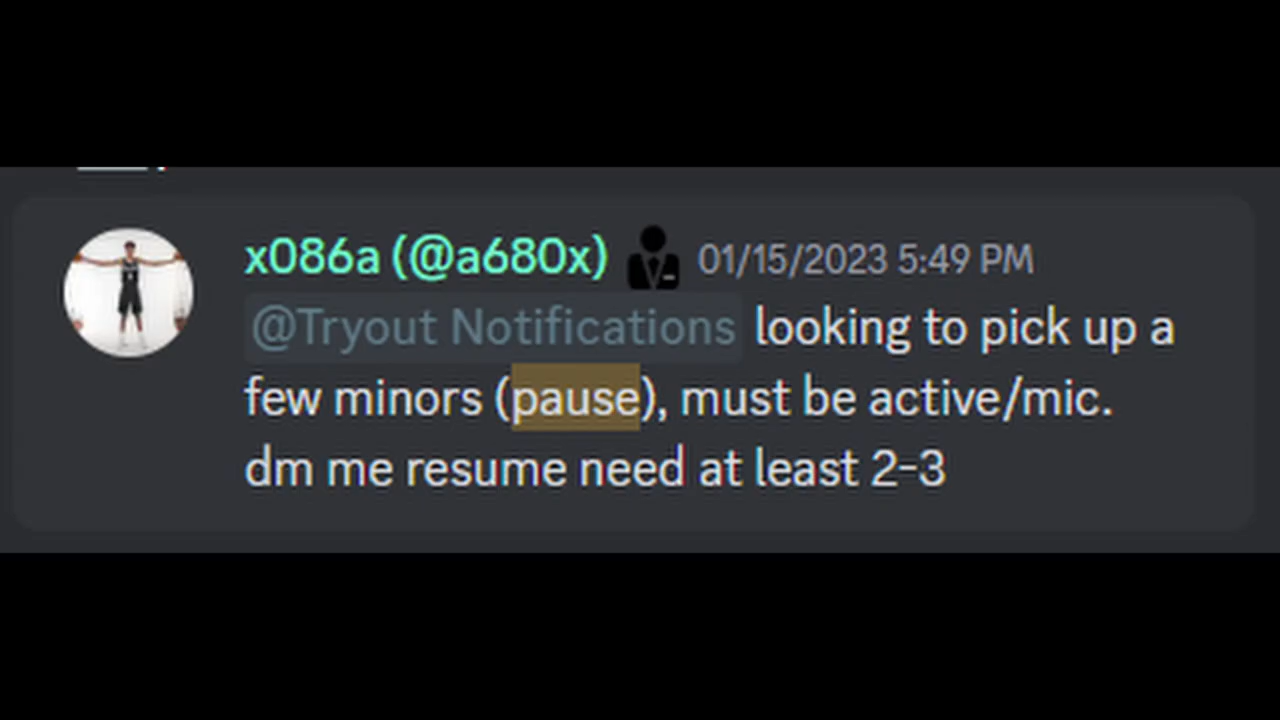 x086a (@a680x) 01/15/2023 5:49 PM
@Tryout Notifications looking to pick up a
few minors (pause), must be active/mic.
dm me resume need at least 2-3